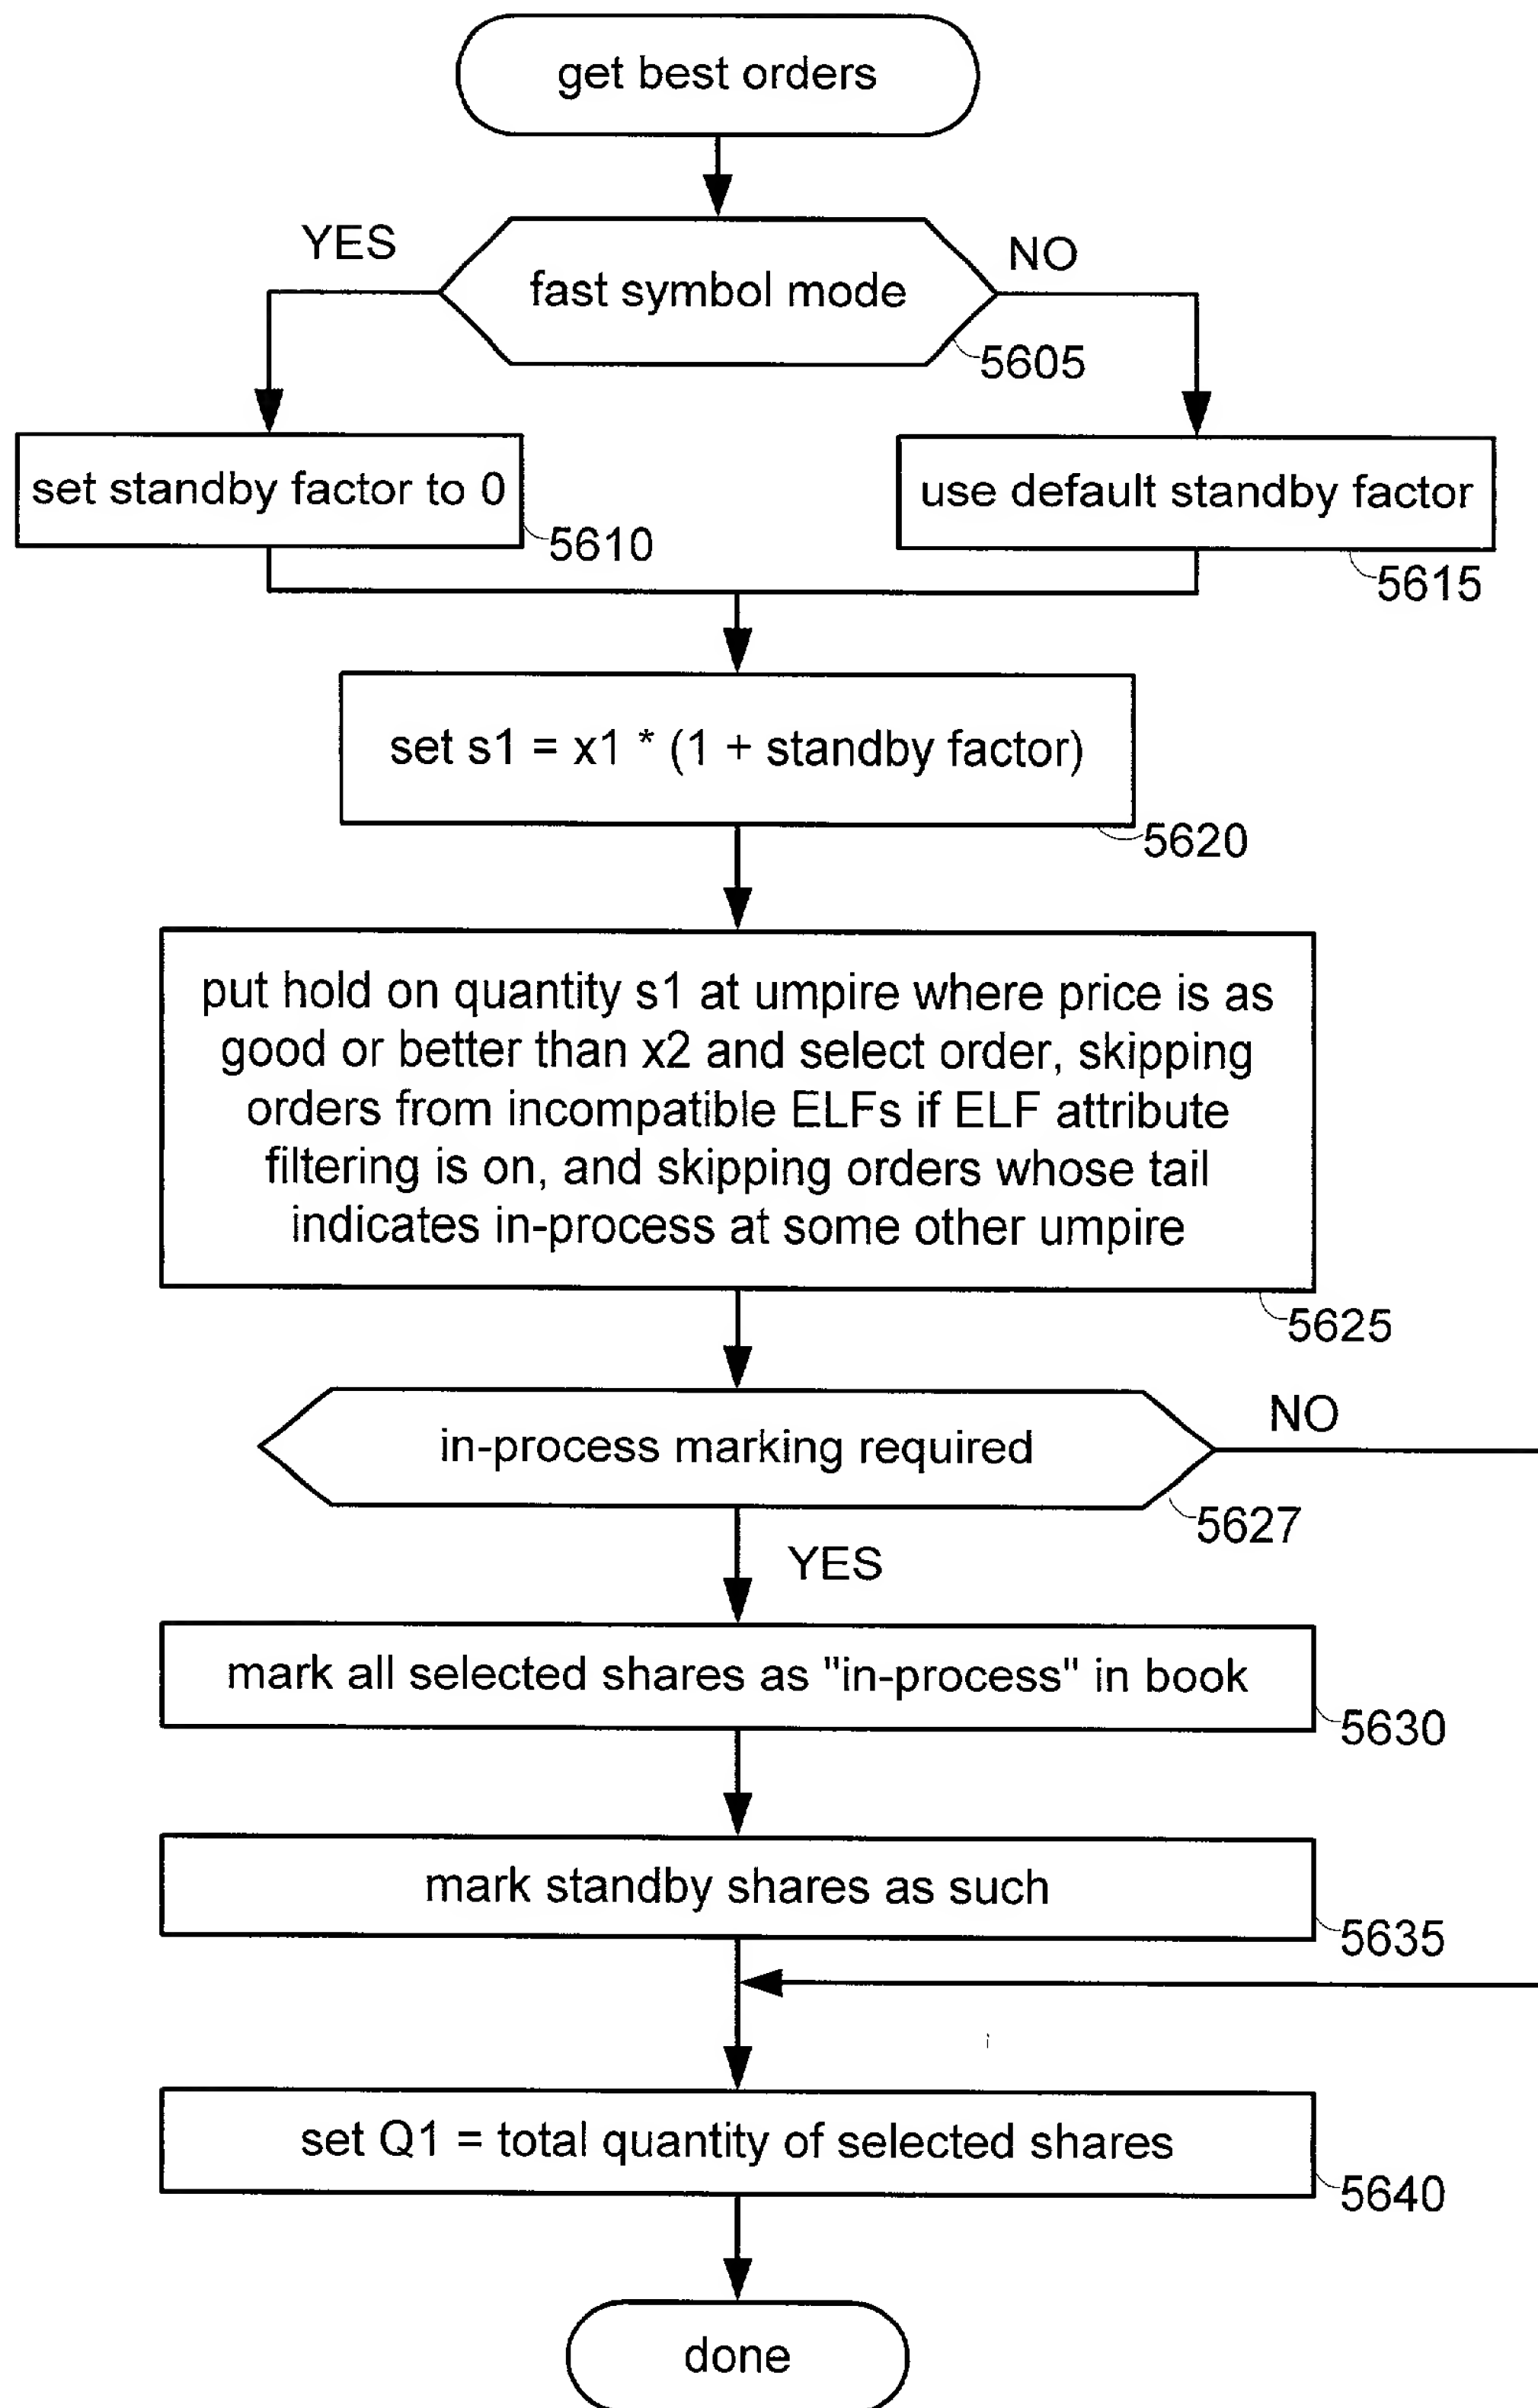 get best orders
YES
NO
fast symbol mode
5605
set standby factor to 0
5610
use default standby factor
5615
set s1 = x1 * (1 + standby factor)
5620
put hold on quantity s1 at umpire where price is as
good or better than x2 and select order, skipping
orders from incompatible ELFs if ELF attribute
filtering is on, and skipping orders whose tail
indicates in-process at some other umpire
5625
in-process marking required
NO
5627
YES
mark all selected shares as "in-process" in book
5630
mark standby shares as such
5635
set Q1 = total quantity of selected shares
5640
done